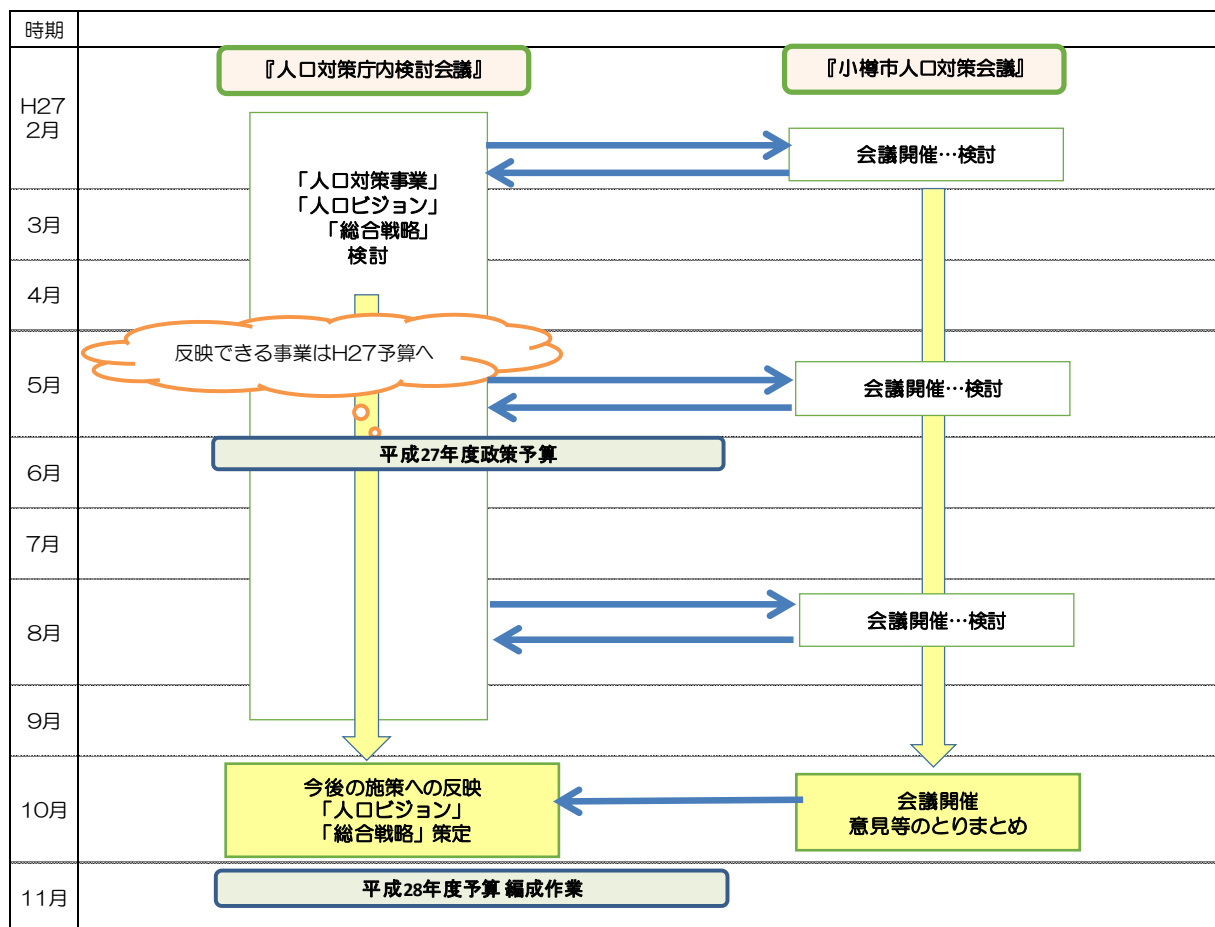 時期
『人口対策庁内検討会議』
『小樽市人口対策会議』
H27
2月
会議開催…検討
「人口対策事業」
「人口ビジョン」
「総合戦略」
検討
3月
4月
反映できる事業はH27予算へ
5月
会議開催…検討
平成27年度政策予算
6月
7月
8月
会議開催…検討
9月
10月
今後の施策への反映
「人口ビジョン」
「総合戦略」策定
会議開催
意見等のとりまとめ
11月
平成28年度予算 編成作業